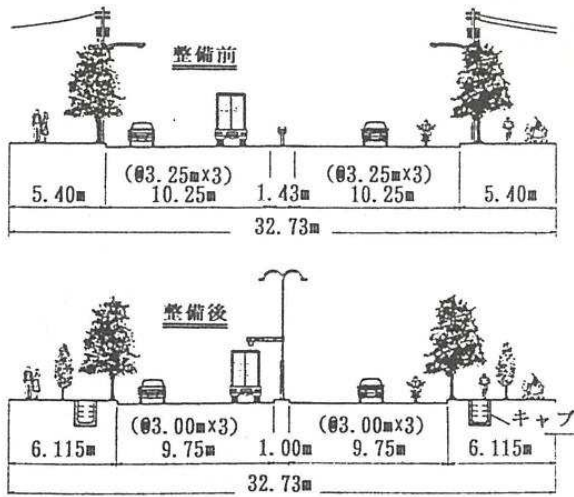 整備前
(@3.25m×3) (@3.25m×3)
5.40m 10.25m 1.43m 10.25m 5.40m
32.73m
整備後
キャブ
(@3.00m×3) (@3.00m×3)
6.115m 9.75m 1.00m 9.75m 6.115m
32.73m